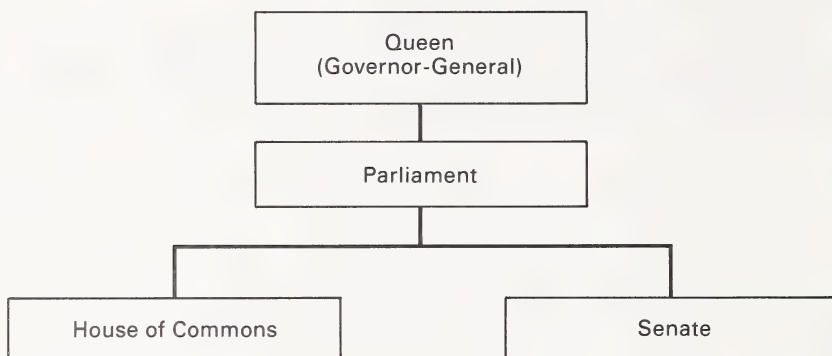 Queen
(Governor-General)
Parliament
House of Commons
Senate